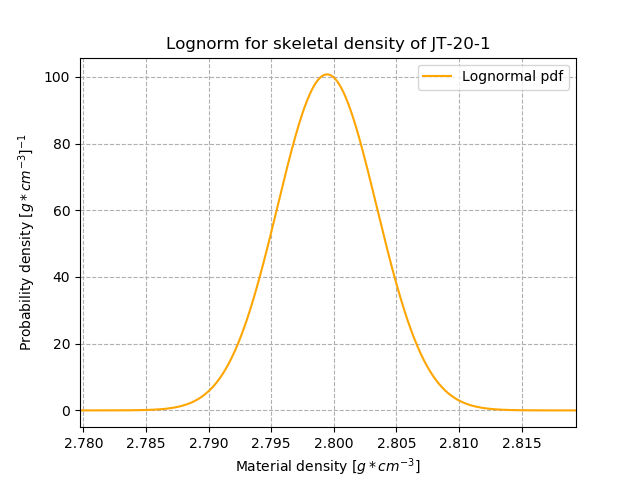 Lognorm for skeletal density of JT-20-1
Lognormal pdf
Probability density [g*cm⁻³]⁻¹
100
80
60
40
20
0
2.780 2.785 2.790 2.795 2.800 2.805 2.810 2.815
Material density [g*cm⁻³]